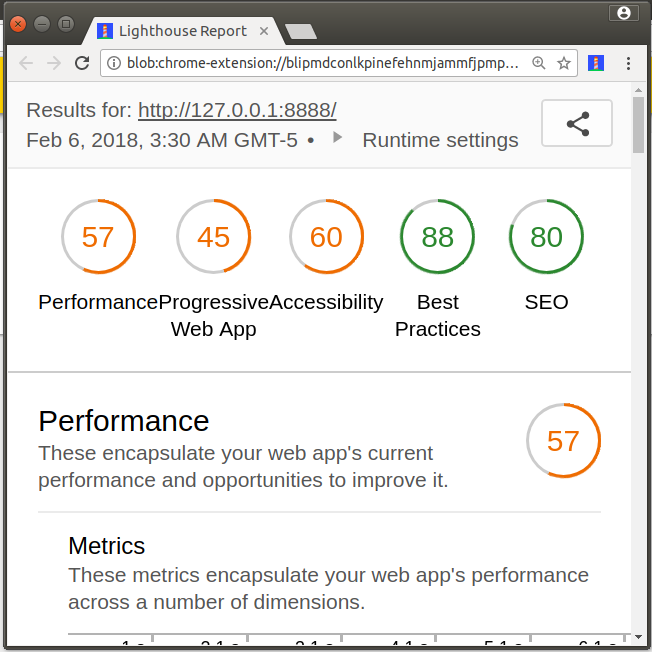 Lighthouse Report
blob:chrome-extension://blipmdconlkpinefehnmjammfjpmp...
Results for: http://127.0.0.1:8888/
Feb 6, 2018, 3:30 AM GMT-5 • Runtime settings
57 45 60 88 80
Performance Progressive Web App Accessibility Best Practices SEO
Performance
57
These encapsulate your web app's current
performance and opportunities to improve it.
Metrics
These metrics encapsulate your web app's performance
across a number of dimensions.